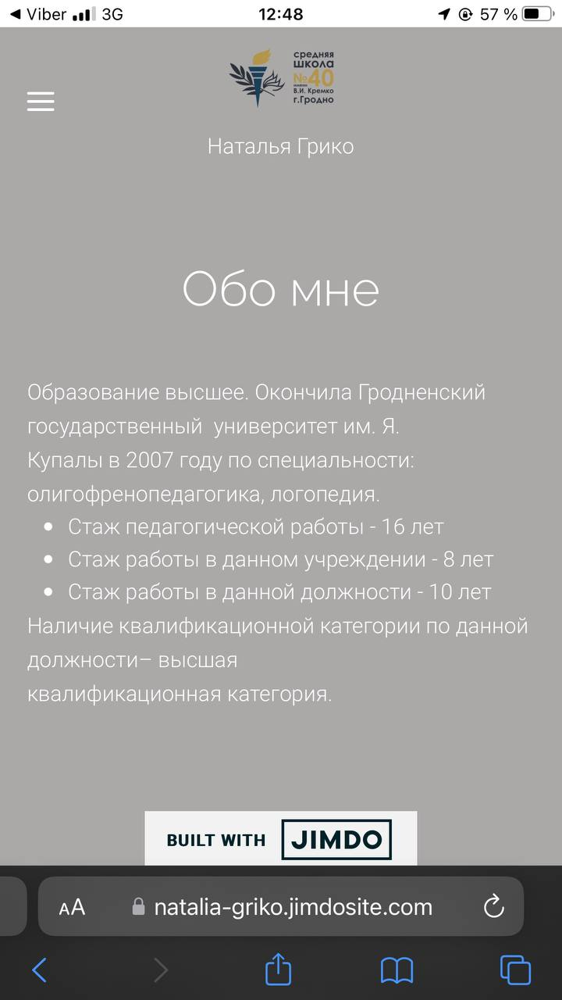 Viber 3G 12:48 57 %
средняя
школа
№40
имени
В.И. Кремко
г.Гродно
Наталья Грико
Обо мне
Образование высшее. Окончила Гродненский
государственный университет им. Я.
Купалы в 2007 году по специальности:
олигофренопедагогика, логопедия.
• Стаж педагогической работы - 16 лет
• Стаж работы в данном учреждении - 8 лет
• Стаж работы в данной должности - 10 лет
Наличие квалификационной категории по данной
должности– высшая
квалификационная категория.
BUILT WITH JIMDO
AA natalia-griko.jimdosite.com